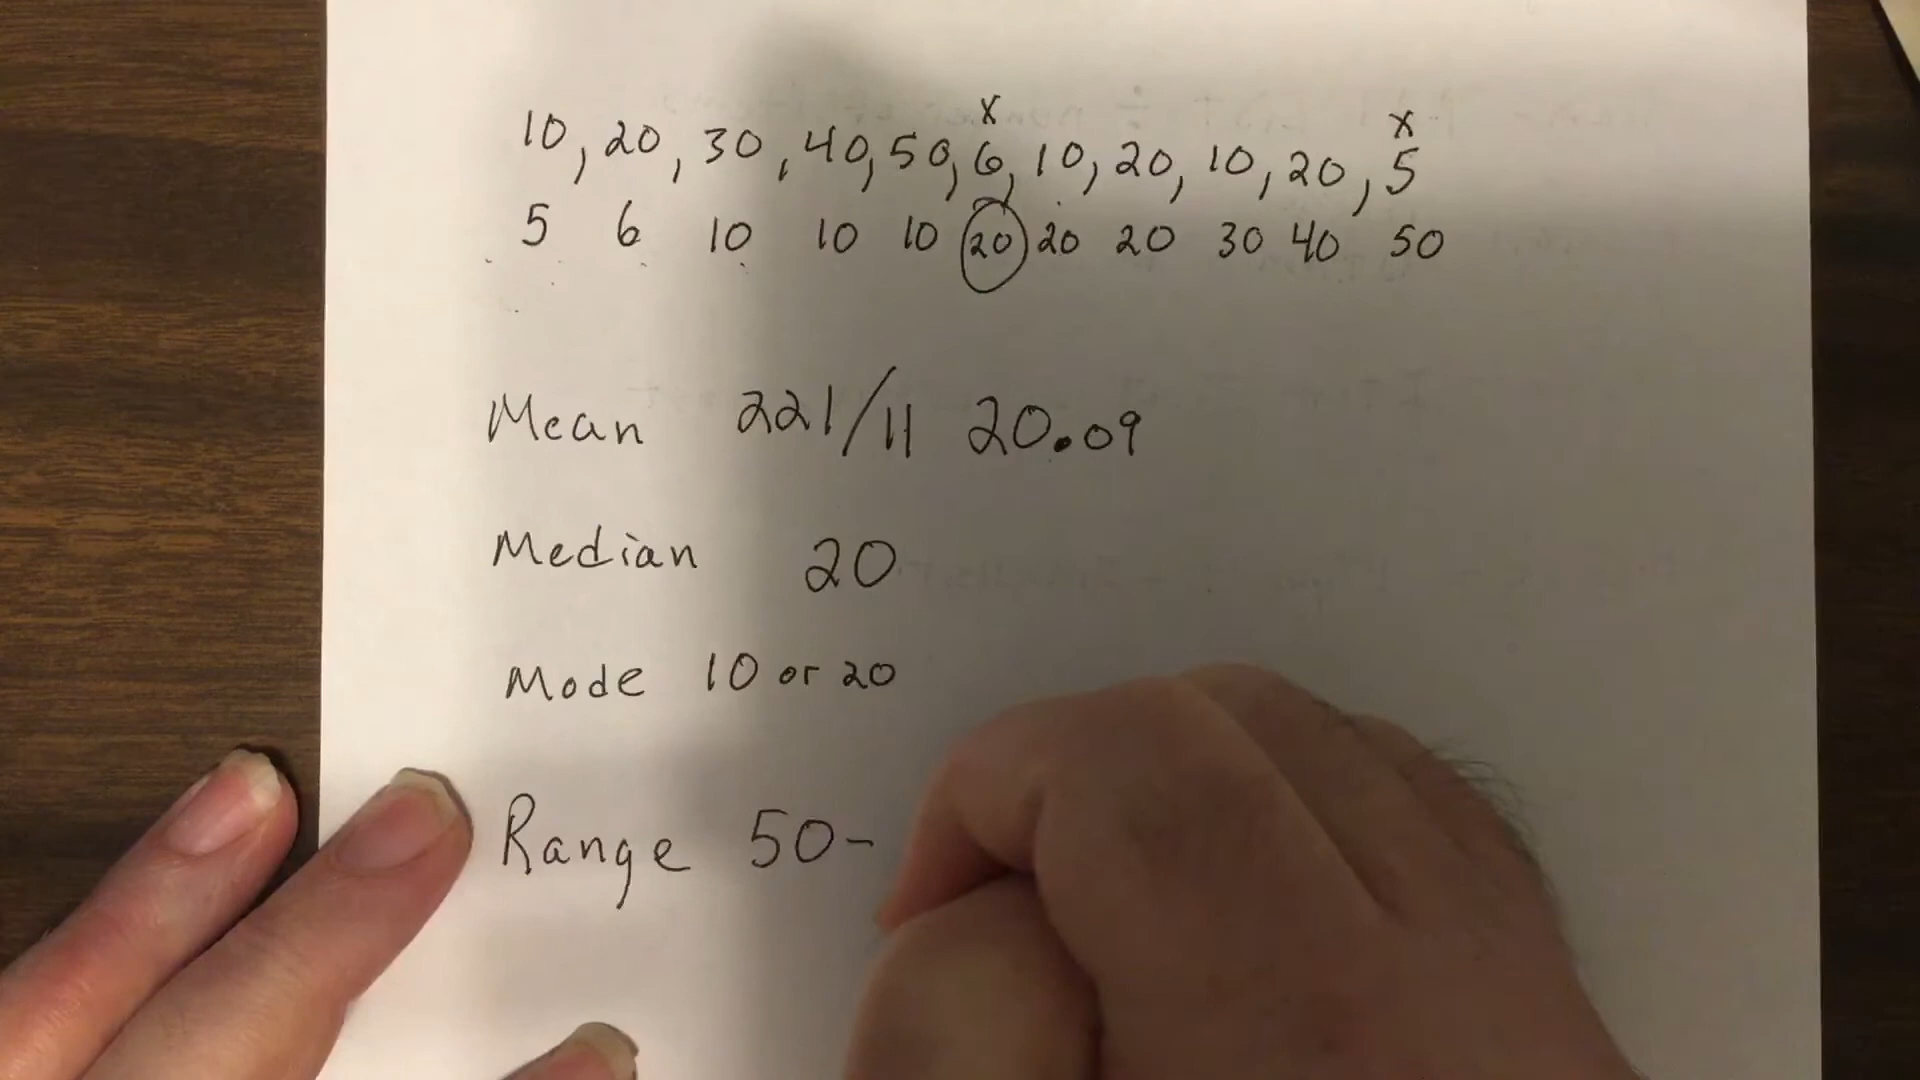 x x
10, 20, 30, 40, 50, 6, 10, 20, 10, 20, 5
5 6 10 10 10 20 20 20 30 40 50
Mean 221/11 20.09
Median 20
Mode 10 or 20
Range 50-